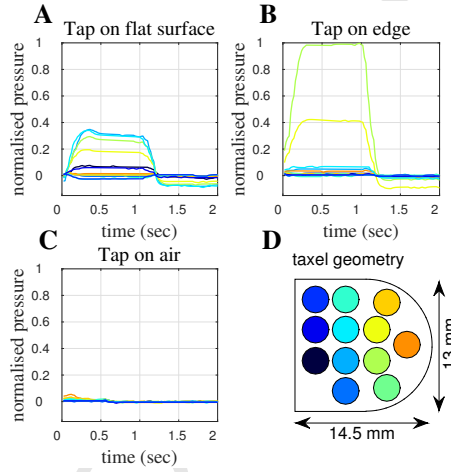 A Tap on flat surface
normalised pressure
1
0.8
0.6
0.4
0.2
0
0 0.5 1 1.5 2
time (sec)
B Tap on edge
normalised pressure
1
0.8
0.6
0.4
0.2
0
0 0.5 1 1.5 2
time (sec)
C Tap on air
normalised pressure
1
0.8
0.6
0.4
0.2
0
0 0.5 1 1.5 2
time (sec)
D taxel geometry
13 mm
14.5 mm